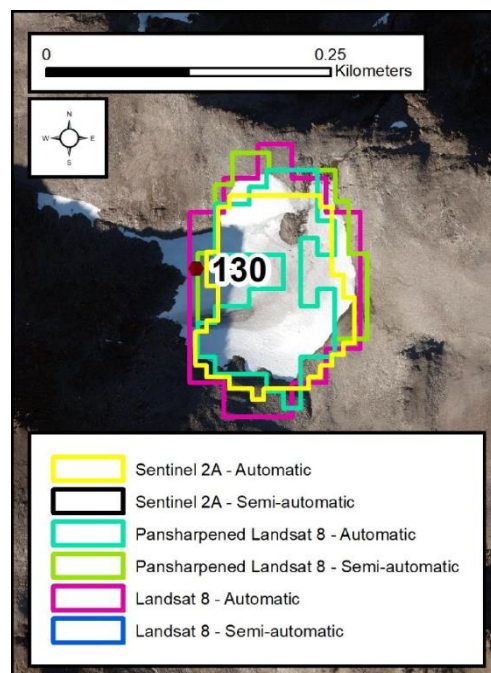 0 0.25
Kilometers
N
W E
S
130
Sentinel 2A - Automatic
Sentinel 2A - Semi-automatic
Pansharpened Landsat 8 - Automatic
Pansharpened Landsat 8 - Semi-automatic
Landsat 8 - Automatic
Landsat 8 - Semi-automatic